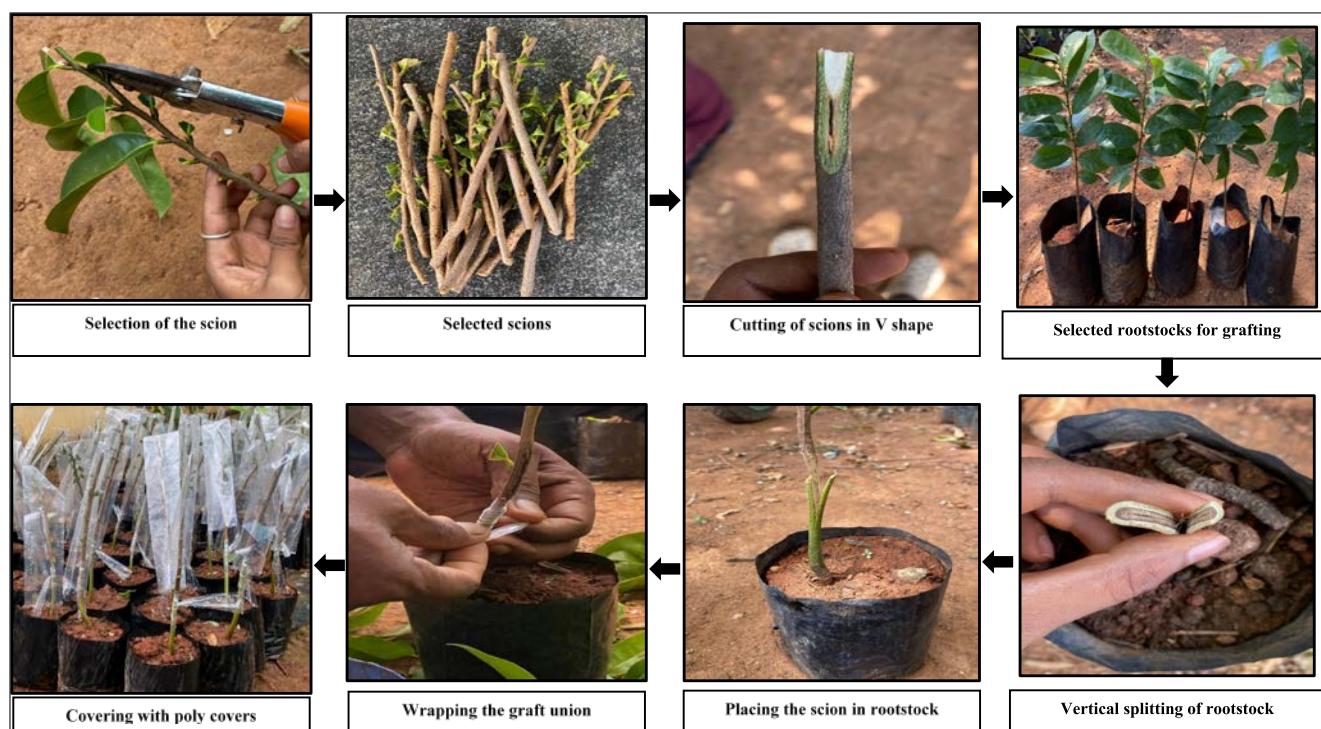 Selection of the scion
Selected scions
Cutting of scions in V shape
Selected rootstocks for grafting
Covering with poly covers
Wrapping the graft union
Placing the scion in rootstock
Vertical splitting of rootstock